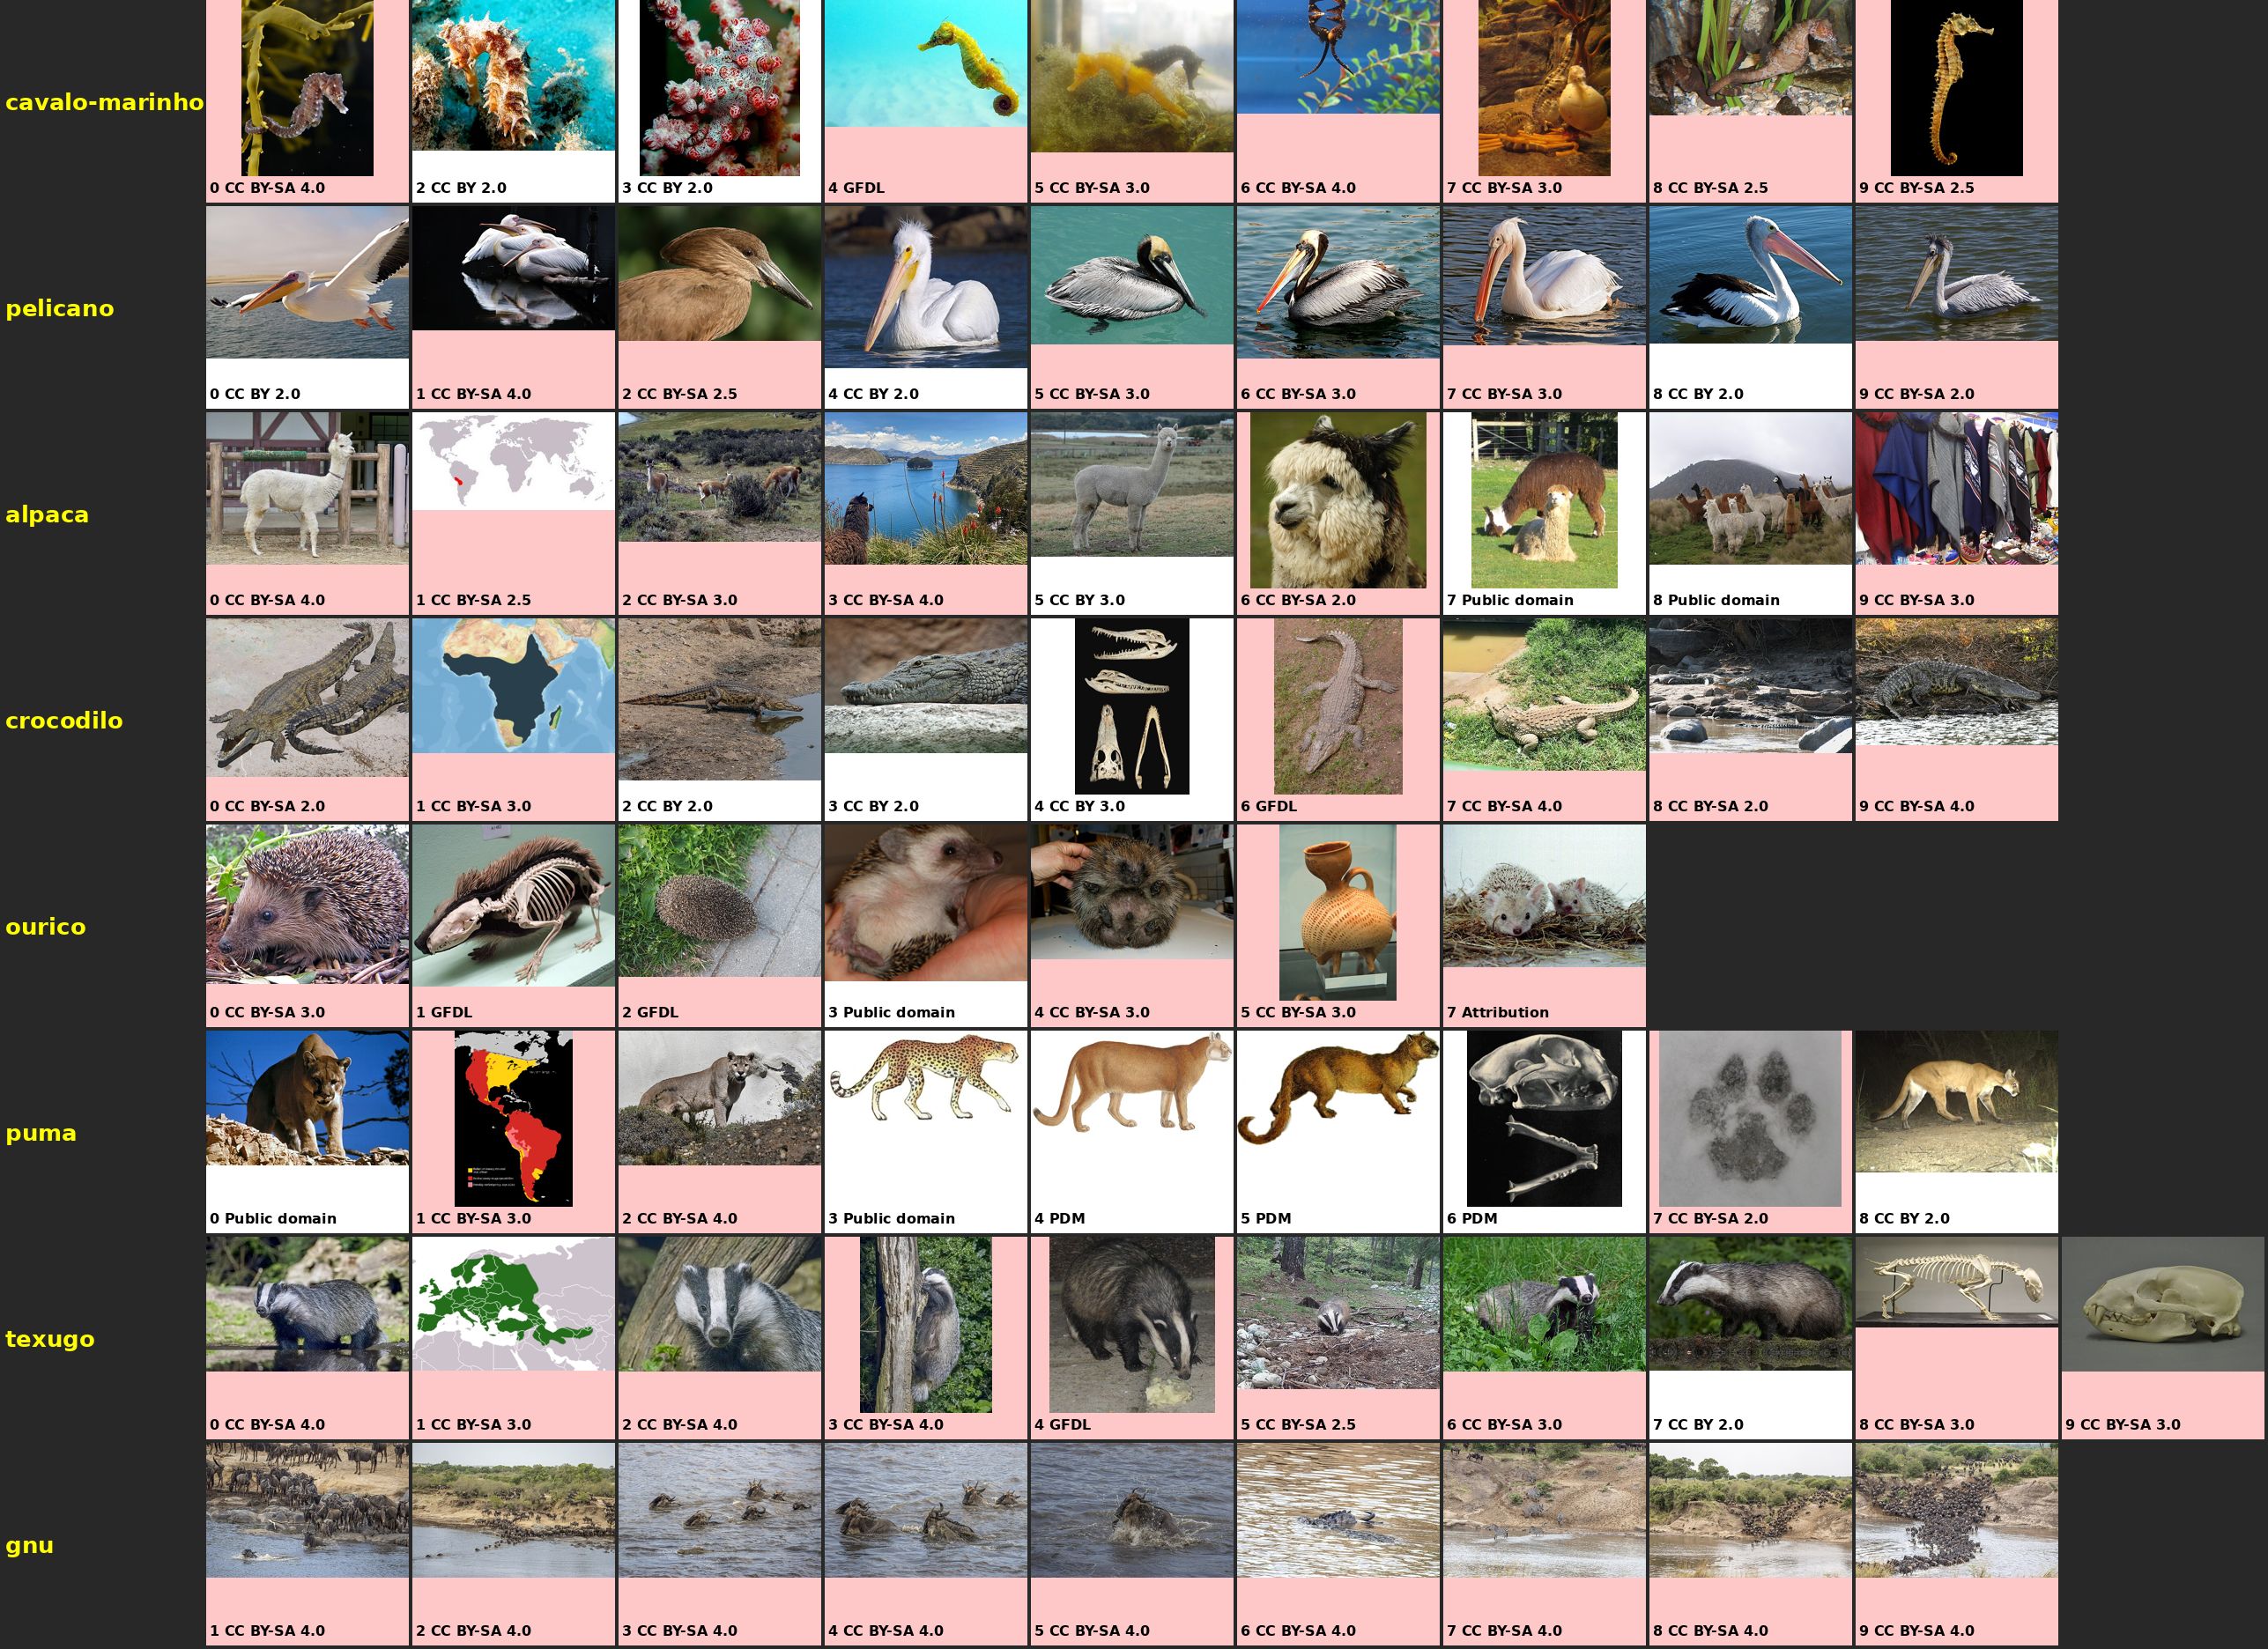 cavalo-marinho
0 CC BY-SA 4.0
2 CC BY 2.0
3 CC BY 2.0
4 GFDL
5 CC BY-SA 3.0
6 CC BY-SA 4.0
7 CC BY-SA 3.0
8 CC BY-SA 2.5
9 CC BY-SA 2.5
pelicano
0 CC BY 2.0
1 CC BY-SA 4.0
2 CC BY-SA 2.5
4 CC BY 2.0
5 CC BY-SA 3.0
6 CC BY-SA 3.0
7 CC BY-SA 3.0
8 CC BY 2.0
9 CC BY-SA 2.0
alpaca
0 CC BY-SA 4.0
1 CC BY-SA 2.5
2 CC BY-SA 3.0
3 CC BY-SA 4.0
5 CC BY 3.0
6 CC BY-SA 2.0
7 Public domain
8 Public domain
9 CC BY-SA 3.0
crocodilo
0 CC BY-SA 2.0
1 CC BY-SA 3.0
2 CC BY 2.0
3 CC BY 2.0
4 CC BY 3.0
6 GFDL
7 CC BY-SA 4.0
8 CC BY-SA 2.0
9 CC BY-SA 4.0
ourico
0 CC BY-SA 3.0
1 GFDL
2 GFDL
3 Public domain
4 CC BY-SA 3.0
5 CC BY-SA 3.0
7 Attribution
puma
0 Public domain
1 CC BY-SA 3.0
2 CC BY-SA 4.0
3 Public domain
4 PDM
5 PDM
6 PDM
7 CC BY-SA 2.0
8 CC BY 2.0
texugo
0 CC BY-SA 4.0
1 CC BY-SA 3.0
2 CC BY-SA 4.0
3 CC BY-SA 4.0
4 GFDL
5 CC BY-SA 2.5
6 CC BY-SA 3.0
7 CC BY 2.0
8 CC BY-SA 3.0
9 CC BY-SA 3.0
gnu
1 CC BY-SA 4.0
2 CC BY-SA 4.0
3 CC BY-SA 4.0
4 CC BY-SA 4.0
5 CC BY-SA 4.0
6 CC BY-SA 4.0
7 CC BY-SA 4.0
8 CC BY-SA 4.0
9 CC BY-SA 4.0